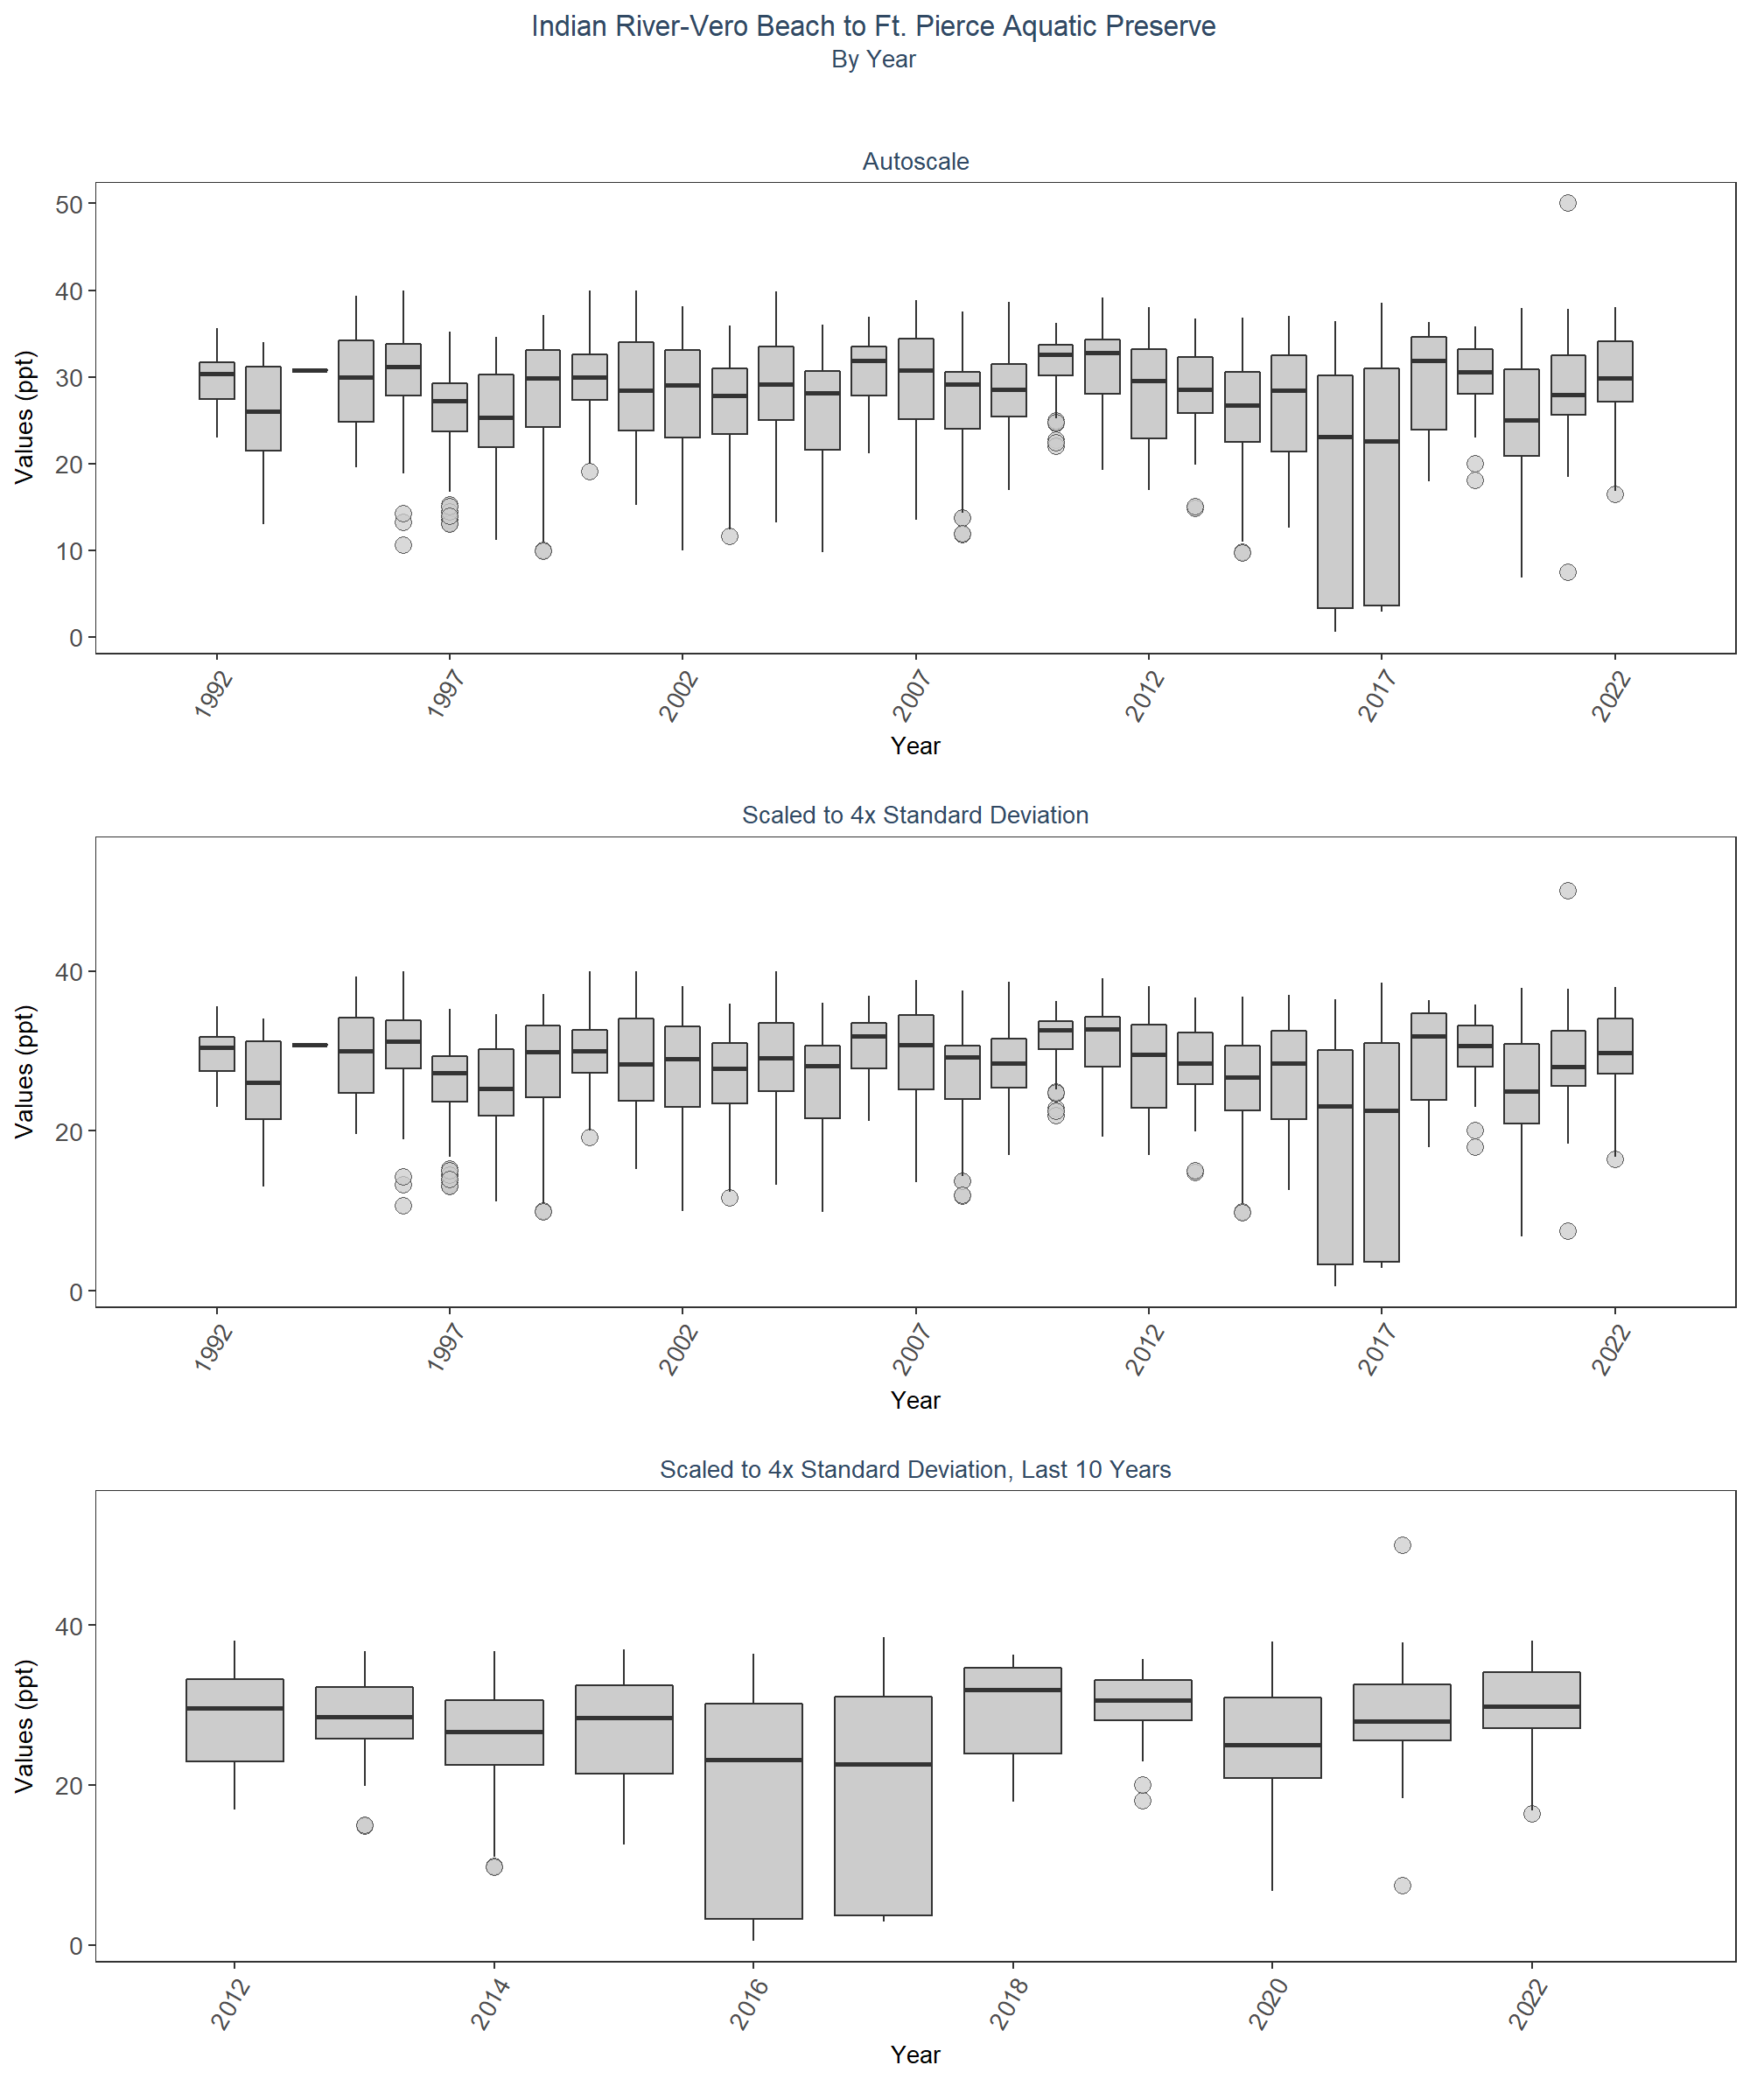 Indian River-Vero Beach to Ft. Pierce Aquatic Preserve
By Year
Autoscale
Values (ppt)
50
40
30
20
10
0
1992
1997
2002
2007
2012
2017
2022
Year
Scaled to 4x Standard Deviation
Values (ppt)
40
20
0
1992
1997
2002
2007
2012
2017
2022
Year
Scaled to 4x Standard Deviation, Last 10 Years
Values (ppt)
40
20
0
2012
2014
2016
2018
2020
2022
Year